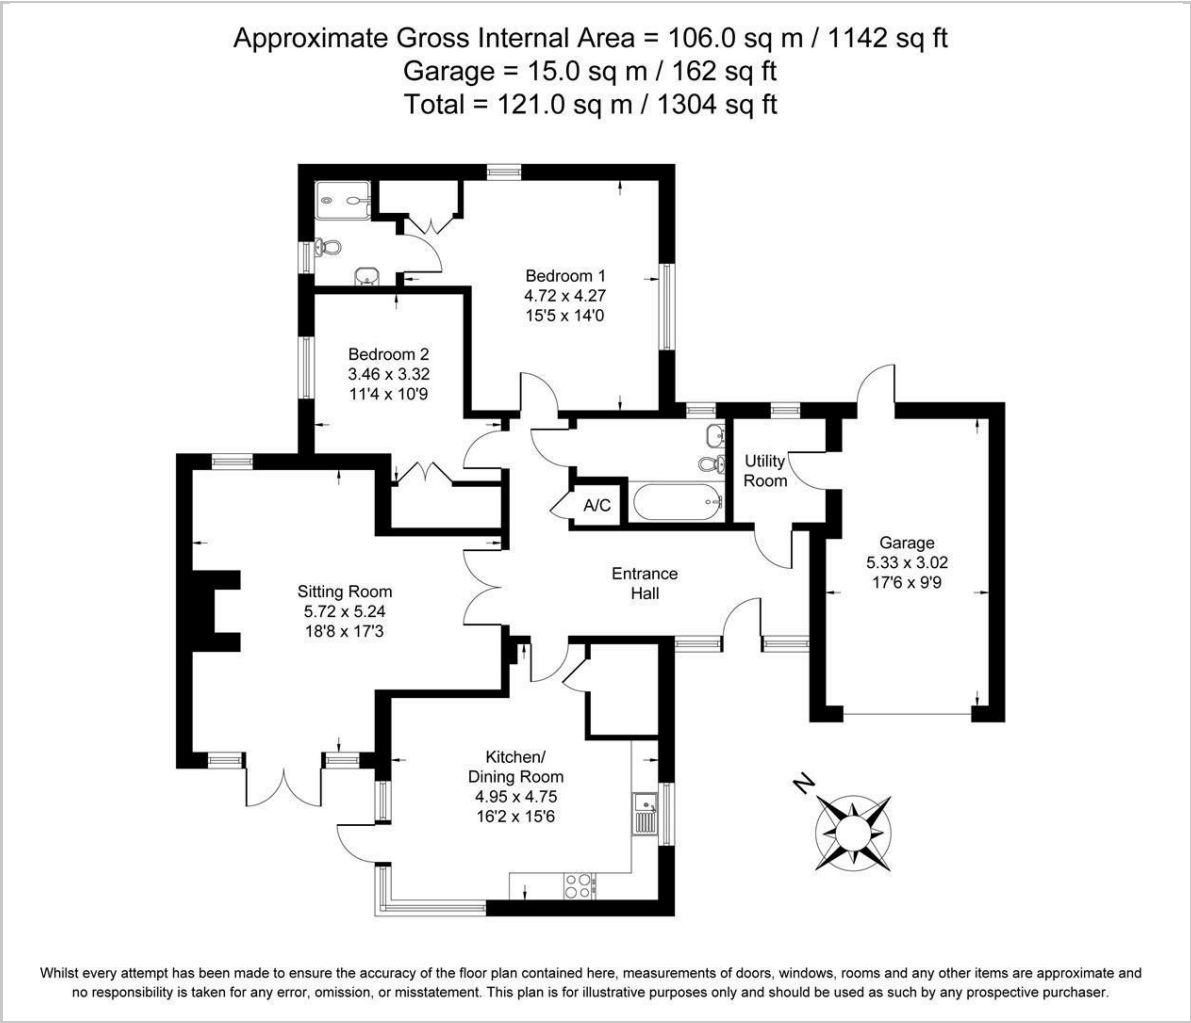 Approximate Gross Internal Area = 106.0 sq m / 1142 sq ft
Garage = 15.0 sq m / 162 sq ft
Total = 121.0 sq m / 1304 sq ft
Bedroom 1
4.72 x 4.27
15'5 x 14'0
Bedroom 2
3.46 x 3.32
11'4 x 10'9
Utility
Room
A/C
Garage
5.33 x 3.02
17'6 x 9'9
Entrance
Hall
Sitting Room
5.72 x 5.24
18'8 x 17'3
Kitchen/
Dining Room
4.95 x 4.75
16'2 x 15'6
N
Whilst every attempt has been made to ensure the accuracy of the floor plan contained here, measurements of doors, windows, rooms and any other items are approximate and
no responsibility is taken for any error, omission, or misstatement. This plan is for illustrative purposes only and should be used as such by any prospective purchaser.